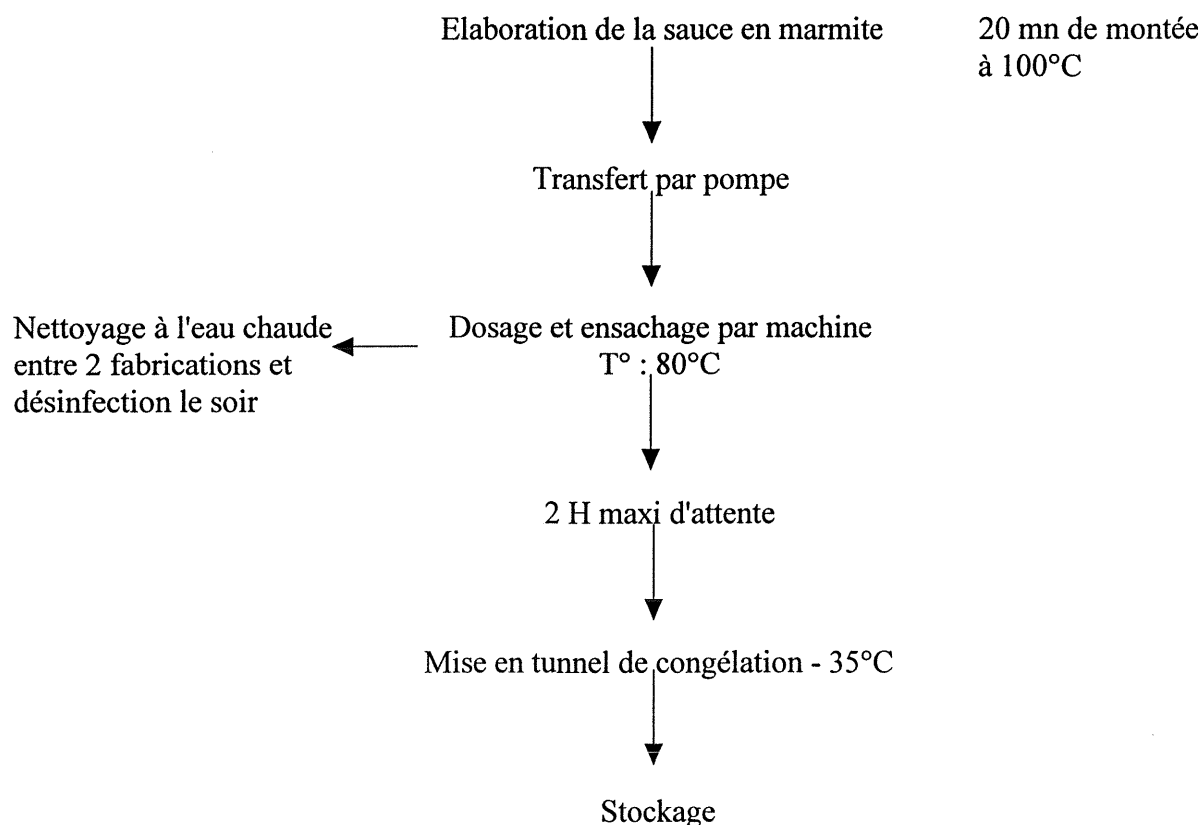 Elaboration de la sauce en marmite
20 mn de montée
à 100°C
Transfert par pompe
Nettoyage à l'eau chaude
entre 2 fabrications et
désinfection le soir
Dosage et ensachage par machine
T° : 80°C
2 H maxi d'attente
Mise en tunnel de congélation - 35°C
Stockage